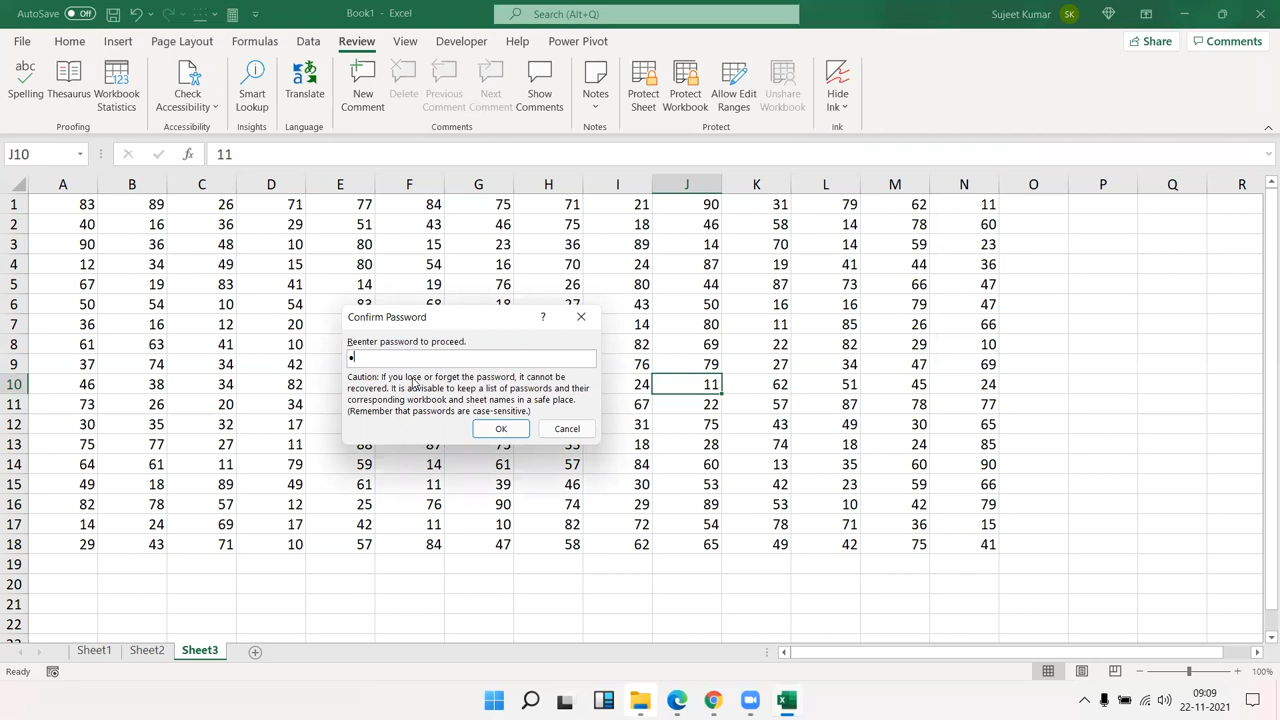 AutoSave Off Book1 - Excel Search (Alt+Q) Sujeet Kumar SK
File Home Insert Page Layout Formulas Data Review View Developer Help Power Pivot Share Comments
abc
Spelling Thesaurus Workbook Statistics Check Accessibility Smart Lookup Translate New Comment Delete Previous Comment Next Comment Show Comments Notes Protect Sheet Protect Workbook Allow Edit Ranges Unshare Workbook Hide Ink
Proofing Accessibility Insights Language Comments Notes Protect Ink
J10 fx 11
A B C D E F G H I J K L M N O P Q R
1 83 89 26 71 77 84 75 71 21 90 31 79 62 11
2 40 16 36 29 51 43 46 75 18 46 58 14 78 60
3 90 36 48 10 80 15 23 36 89 14 70 14 59 23
4 12 34 49 15 80 54 16 70 24 87 19 41 44 36
5 67 19 83 41 14 19 76 26 80 44 87 73 66 47
6 50 54 10 54 83 68 18 27 43 50 16 16 79 47
7 36 16 12 20 14 80 11 85 26 66
8 61 63 41 10 82 69 22 82 29 10
9 37 74 34 42 76 79 27 34 47 69
10 46 38 34 82 24 11 62 51 45 24
11 73 26 20 34 67 22 57 87 78 77
12 30 35 32 17 31 75 43 49 30 65
13 75 77 27 11 88 87 75 33 18 28 74 18 24 85
14 64 61 11 79 59 14 61 57 84 60 13 35 60 90
15 49 18 89 49 61 11 39 46 30 53 42 23 59 66
16 82 78 57 12 25 76 90 74 29 89 53 10 42 79
17 14 24 69 17 42 11 10 82 72 54 78 71 36 15
18 29 43 71 10 57 84 47 58 62 65 49 42 75 41
19
20
21
22
Confirm Password ?
Reenter password to proceed.
Caution: If you lose or forget the password, it cannot be
recovered. It is advisable to keep a list of passwords and their
corresponding workbook and sheet names in a safe place.
(Remember that passwords are case-sensitive.)
OK Cancel
Sheet1 Sheet2 Sheet3
Ready 100%
09:09
22-11-2021